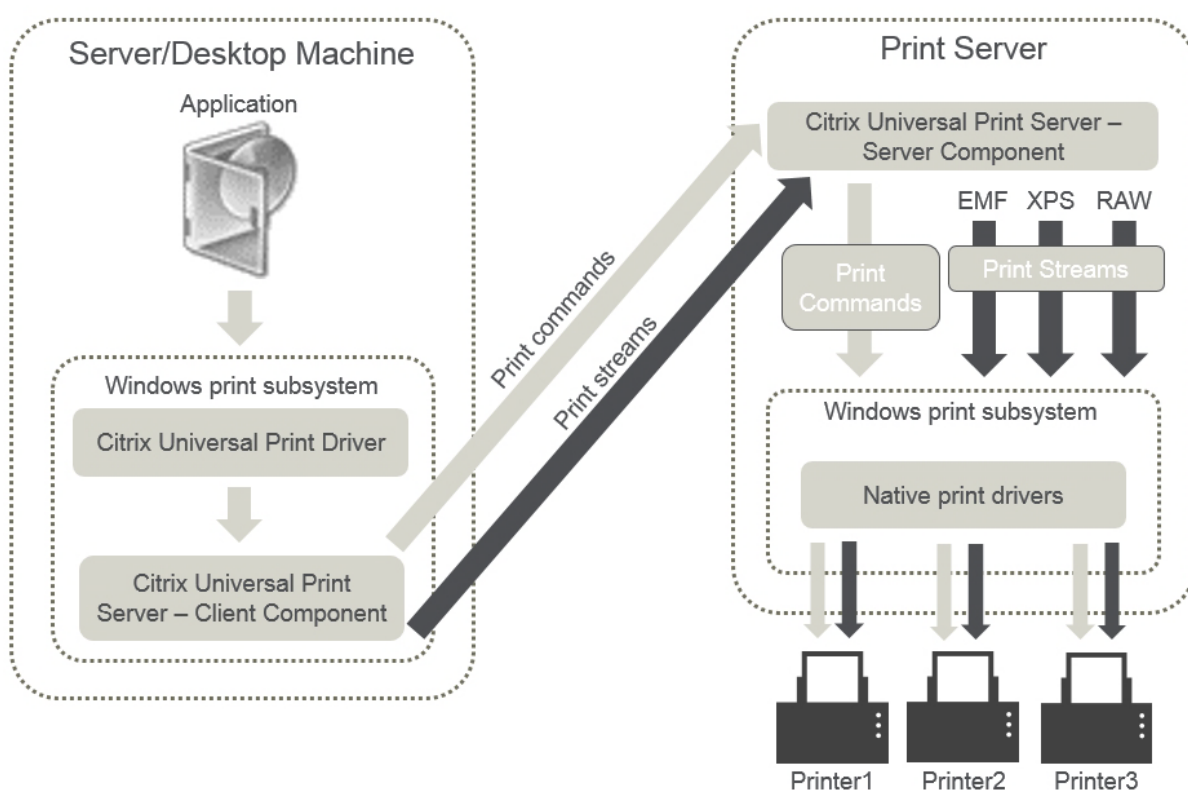 Server/Desktop Machine
Application
Windows print subsystem
Citrix Universal Print Driver
Citrix Universal Print
Server – Client Component
Print commands
Print streams
Print Server
Citrix Universal Print Server –
Server Component
EMF XPS RAW
Print
Commands
Print Streams
Windows print subsystem
Native print drivers
Printer1 Printer2 Printer3